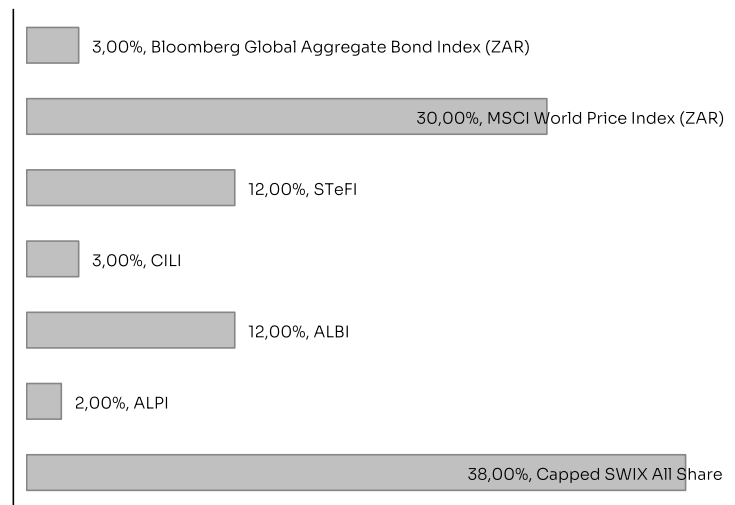 3,00%, Bloomberg Global Aggregate Bond Index (ZAR)
30,00%, MSCI World Price Index (ZAR)
12,00%, STeFI
3,00%, CILI
12,00%, ALBI
2,00%, ALPI
38,00%, Capped SWIX All Share